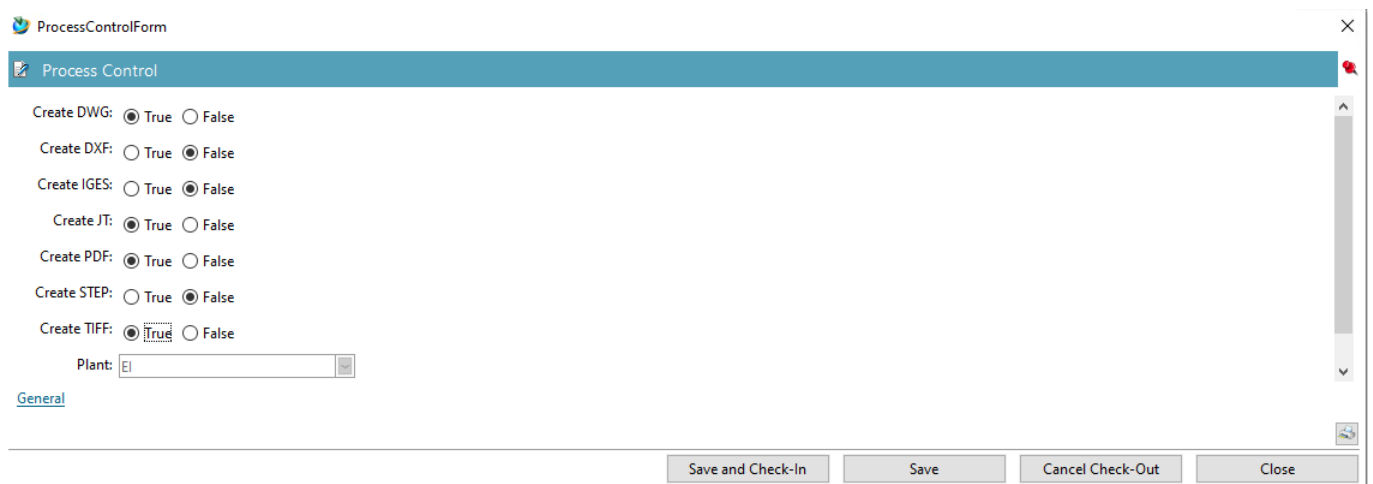 ProcessControlForm
Process Control
Create DWG: True False
Create DXF: True False
Create IGES: True False
Create JT: True False
Create PDF: True False
Create STEP: True False
Create TIFF: True False
Plant: EI
General
Save and Check-In Save Cancel Check-Out Close